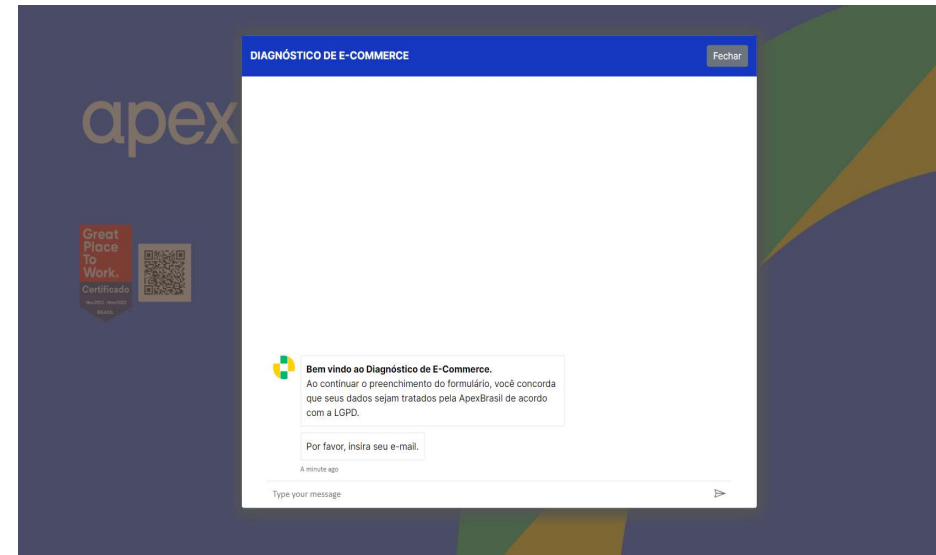 DIAGNÓSTICO DE E-COMMERCE
Fechar
apex
Great
Place
To
Work.
Certificado
BRASIL
Bem vindo ao Diagnóstico de E-Commerce.
Ao continuar o preenchimento do formulário, você concorda
que seus dados sejam tratados pela ApexBrasil de acordo
com a LGPD.
Por favor, insira seu e-mail.
A minute ago
Type your message